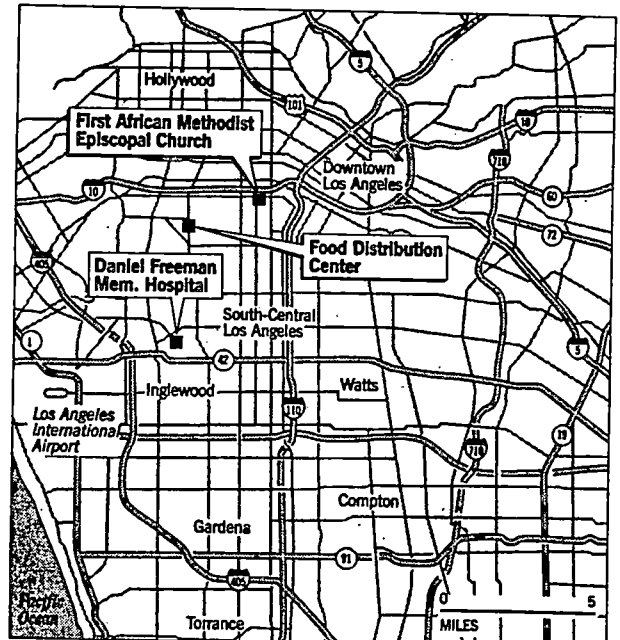 Hollywood
5
101
First African Methodist
Episcopal Church
10
710
Downtown
Los Angeles
10
60
72
405
Food Distribution
Center
Daniel Freeman
Mem. Hospital
South-Central
Los Angeles
1
42
5
Inglewood
Watts
Los Angeles
International
Airport
110
19
710
Compton
Gardena
91
405
Pacific
Ocean
Torrance
0 5
MILES